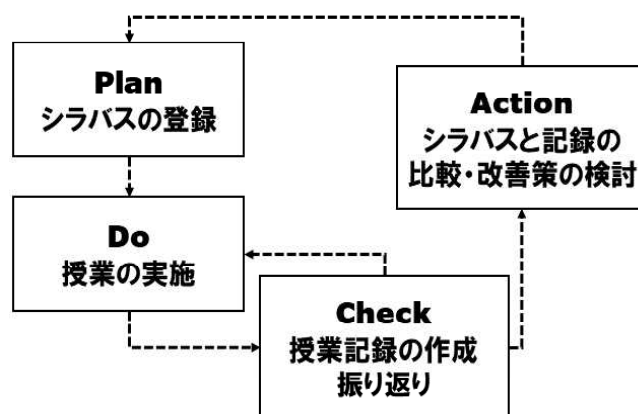 Plan
シラバスの登録
Action
シラバスと記録の
比較・改善策の検討
Do
授業の実施
Check
授業記録の作成
振り返り